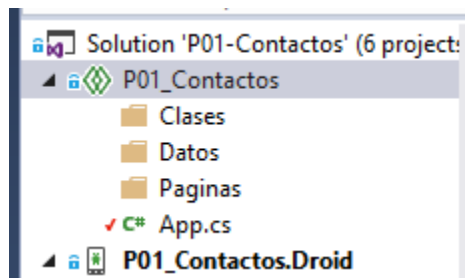 Solution 'P01-Contactos' (6 projects
P01_Contactos
Clases
Datos
Paginas
C# App.cs
P01_Contactos.Droid